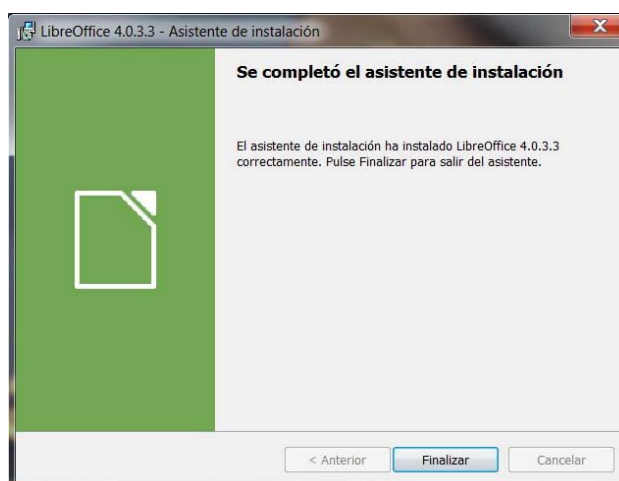 LibreOffice 4.0.3.3 - Asistente de instalación
Se completó el asistente de instalación
El asistente de instalación ha instalado LibreOffice 4.0.3.3
correctamente. Pulse Finalizar para salir del asistente.
< Anterior
Finalizar
Cancelar